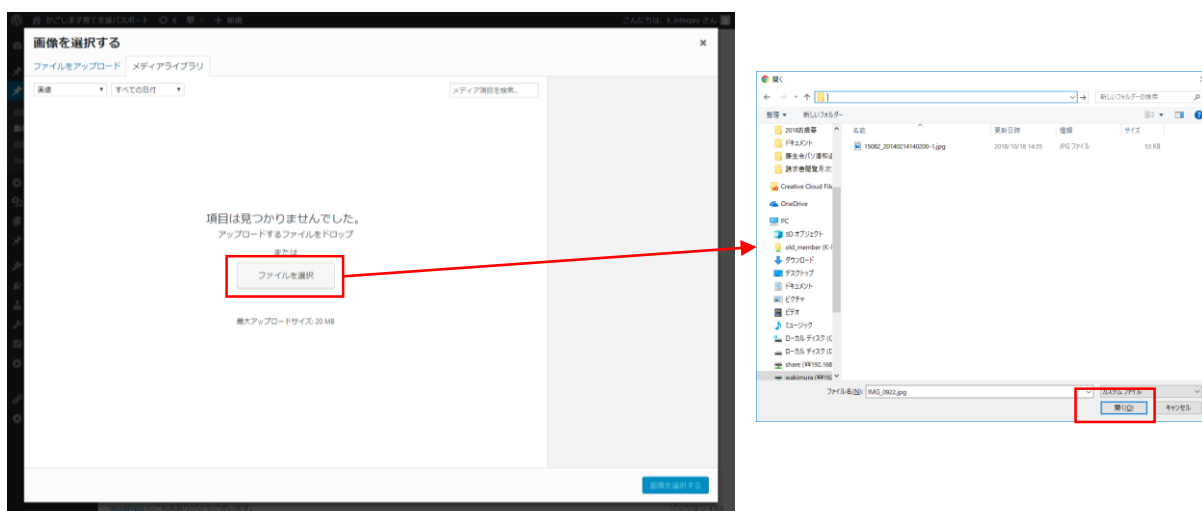 かごしま子育て支援パスポート 6 0 + 新規
こんにちは、k_interpro さん
画像を選択する
×
ファイルをアップロード メディアライブラリ
画像 すべての日付
メディア項目を検索...
項目は見つかりませんでした。
アップロードするファイルをドロップ
または
ファイルを選択
最大アップロードサイズ: 20 MB
画像を選択する
開く
新しいフォルダーの検索
整理 新しいフォルダー
名前 更新日時 種類 サイズ
15082_20140214140200-1.jpg 2018/10/18 14:35 JPG ファイル 53 KB
2018お歳暮
ドキュメント
Creative Cloud File
OneDrive
PC
3D オブジェクト
old_member (K-I
ダウンロード
デスクトップ
ドキュメント
ピクチャ
ビデオ
ミュージック
ローカル ディスク (C
ローカル ディスク (D
share (¥¥192.168
wakimura (¥¥192
ファイル名(N): IMG_0922.jpg
カスタム ファイル
開く(O) キャンセル